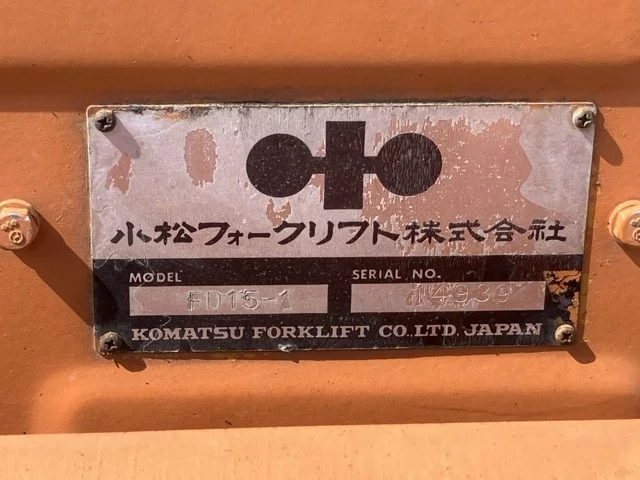 小松フォークリフト株式会社
MODEL SERIAL NO.
FD15-1 14939
KOMATSU FORKLIFT CO. LTD. JAPAN